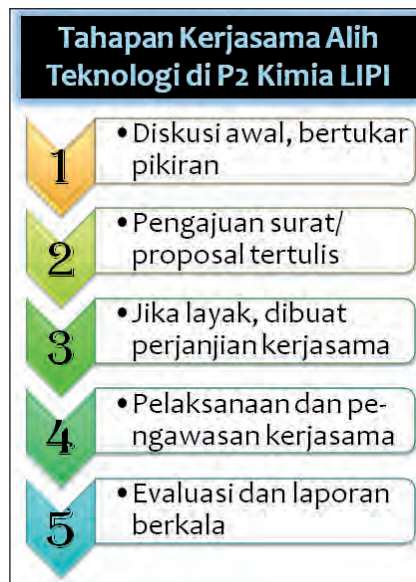 Tahapan Kerjasama Alih
Teknologi di P2 Kimia LIPI
1
•Diskusi awal, bertukar
pikiran
2
•Pengajuan surat/
proposal tertulis
3
•Jika layak, dibuat
perjanjian kerjasama
4
•Pelaksanaan dan pe-
ngawasan kerjasama
5
•Evaluasi dan laporan
berkala